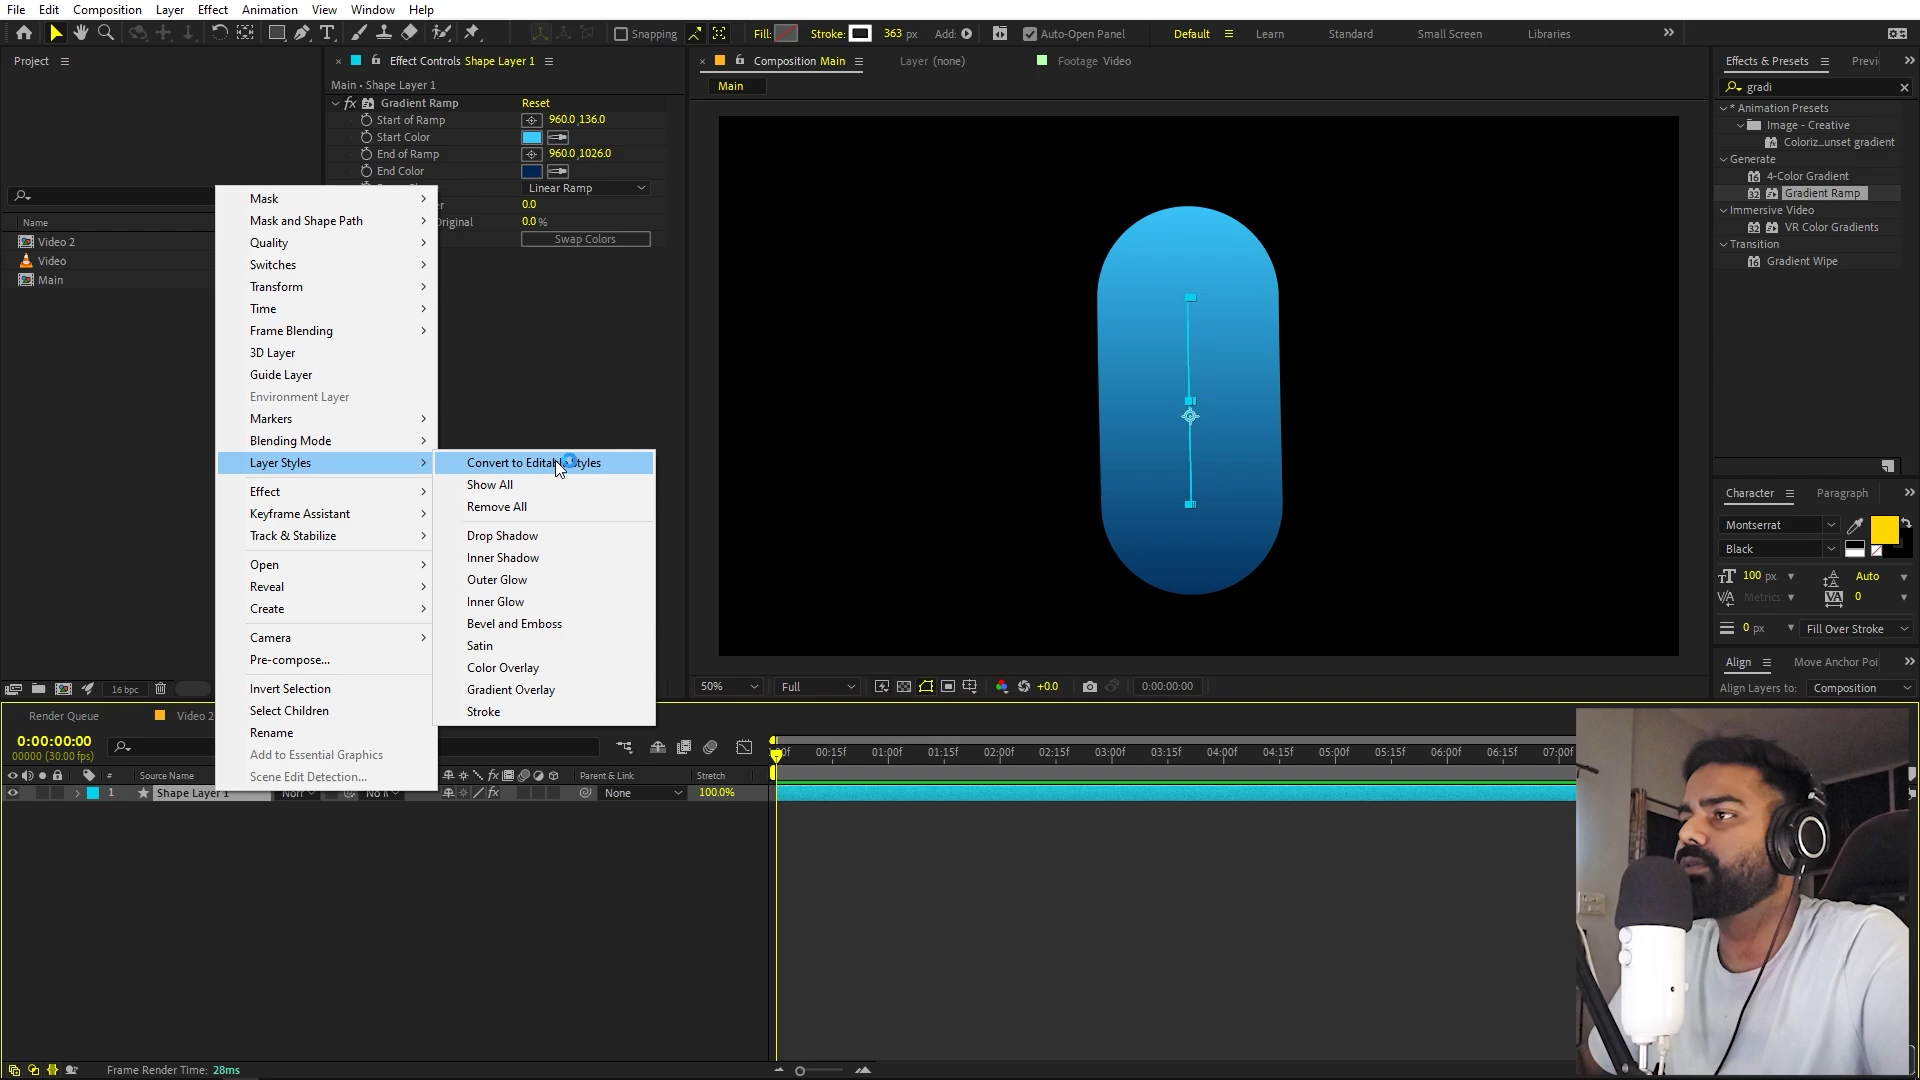 File Edit Composition Layer Effect Animation View Window Help
Snapping Fill: Stroke: 363 px Add: Auto-Open Panel Default Learn Standard Small Screen Libraries
Project
Effect Controls Shape Layer 1
Composition Main Layer (none) Footage Video
Effects & Presets Previ
Main • Shape Layer 1
Main
gradi
fx Gradient Ramp Reset
Start of Ramp 960.0,136.0
Start Color
End of Ramp 960.0,1026.0
End Color
Linear Ramp
0.0
Original 0.0 %
Swap Colors
* Animation Presets
Image - Creative
Coloriz...unset gradient
Generate
4-Color Gradient
Gradient Ramp
Immersive Video
VR Color Gradients
Transition
Gradient Wipe
Name
Video 2
Video
Main
Mask
Mask and Shape Path
Quality
Switches
Transform
Time
Frame Blending
3D Layer
Guide Layer
Environment Layer
Markers
Blending Mode
Layer Styles
Effect
Keyframe Assistant
Track & Stabilize
Open
Reveal
Create
Camera
Pre-compose...
Invert Selection
Select Children
Rename
Add to Essential Graphics
Scene Edit Detection...
Convert to Editable Styles
Show All
Remove All
Drop Shadow
Inner Shadow
Outer Glow
Inner Glow
Bevel and Emboss
Satin
Color Overlay
Gradient Overlay
Stroke
Character Paragraph
Montserrat
Black
100 px Auto
Metrics 0
0 px Fill Over Stroke
Align Move Anchor Poi
Align Layers to: Composition
16 bpc
50% Full +0.0 0:00:00:00
Render Queue Video 2
0:00:00:00
00000 (30.00 fps)
00:15f 01:00f 01:15f 02:00f 02:15f 03:00f 03:15f 04:00f 04:15f 05:00f 05:15f 06:00f 06:15f 07:00f
# Source Name Parent & Link Stretch
1 Shape Layer 1 None 100.0%
Frame Render Time: 28ms